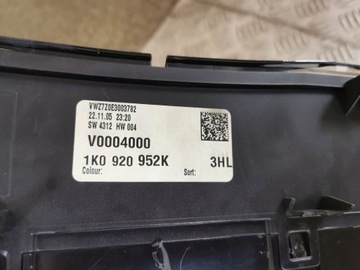 VWZ7Z0E3003782
22.11.05 23:20
SW 4312 HW 004
V0004000
1K0 920 952K 3HL
Colour: Sort: